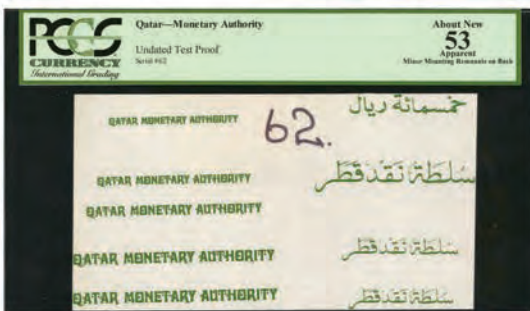 PCGS
CURRENCY
International Grading
Qatar—Monetary Authority
Undated Test Proof
Serial #62
About New
53
Apparent
Minor Mounting Remnants on Back
QATAR MONETARY AUTHORITY
62.
خمسمائة ريال
QATAR MONETARY AUTHORITY
سلطة نقد قطر
QATAR MONETARY AUTHORITY
QATAR MONETARY AUTHORITY
سلطة نقد قطر
QATAR MONETARY AUTHORITY
سلطة نقد قطر